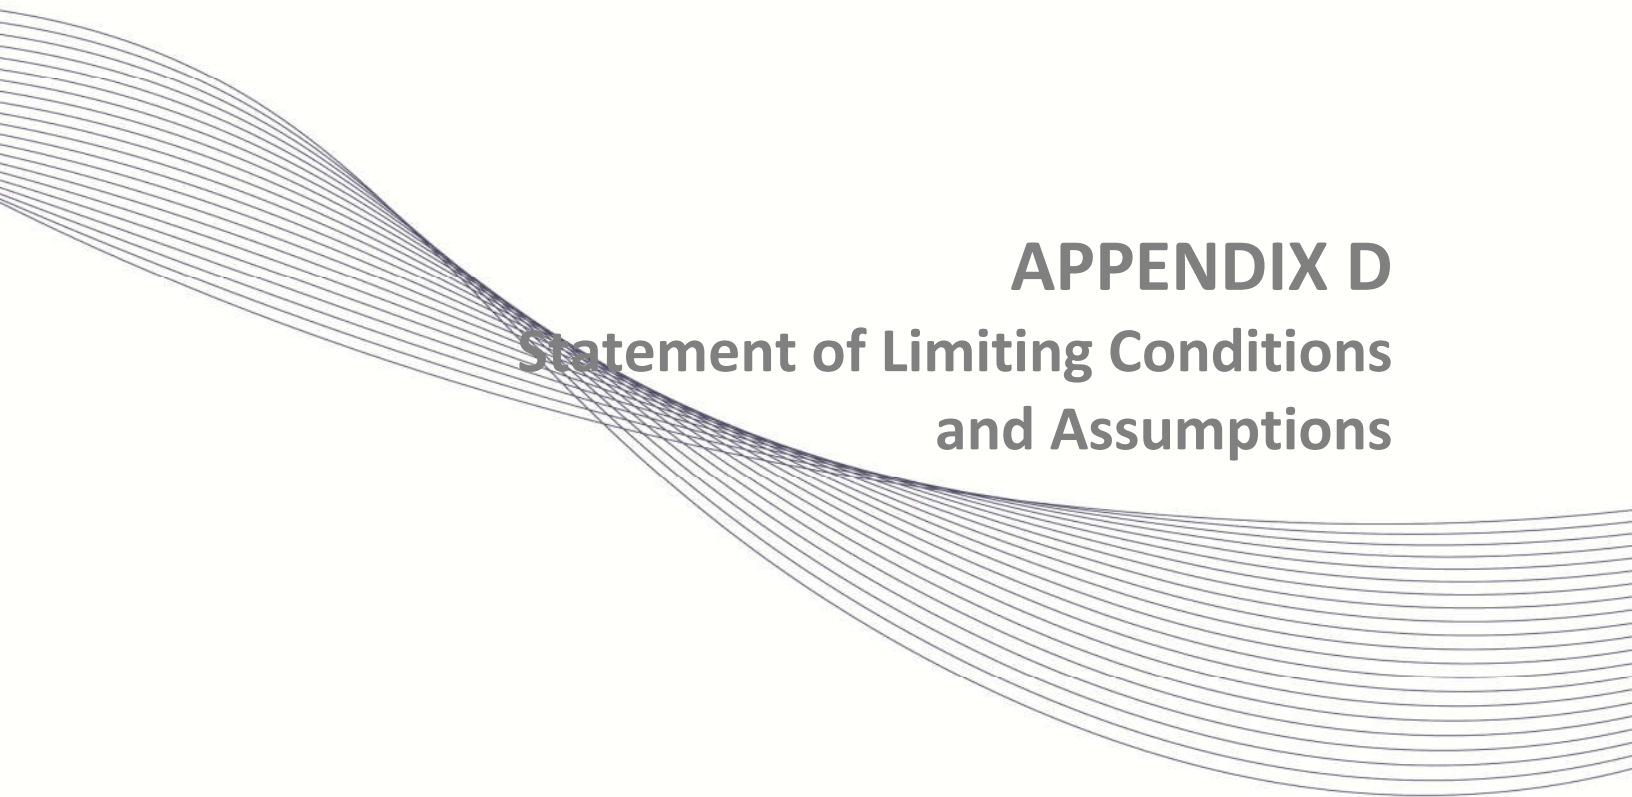 APPENDIX D
Statement of Limiting Conditions
and Assumptions